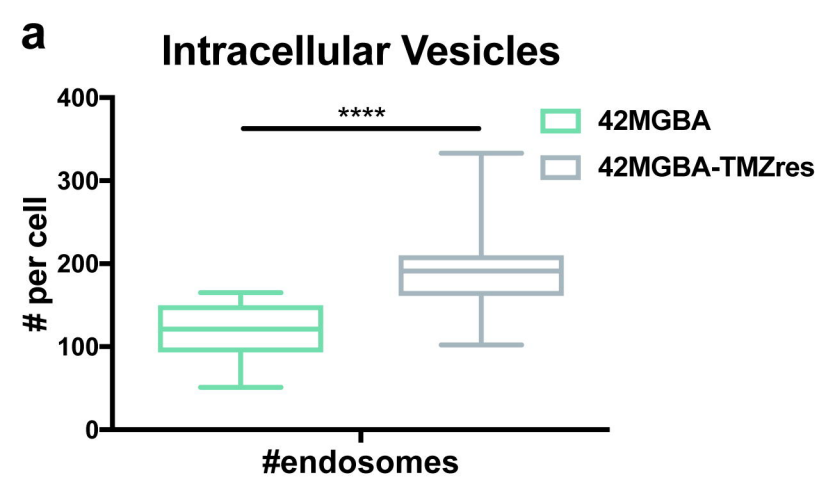 a
Intracellular Vesicles
****
42MGBA
42MGBA-TMZres
# per cell
400
300
200
100
0
#endosomes